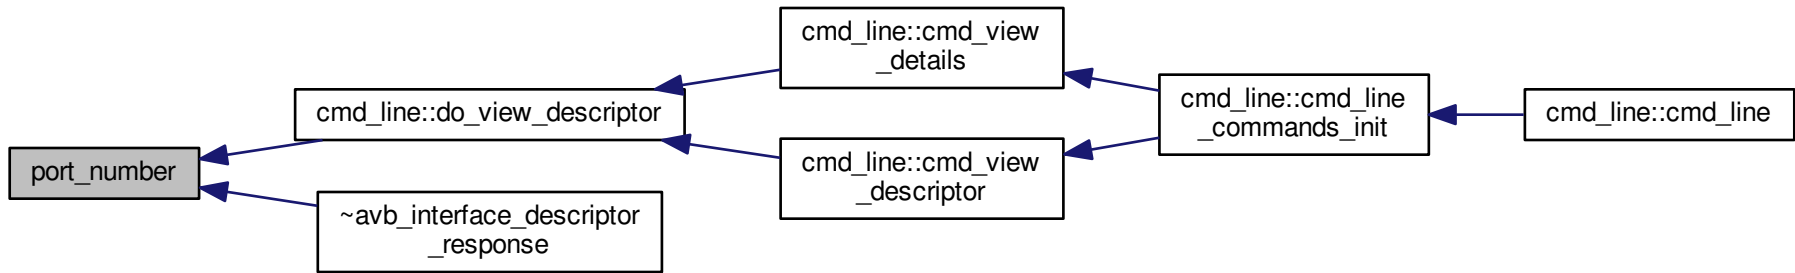 port_number
cmd_line::do_view_descriptor
~avb_interface_descriptor
_response
cmd_line::cmd_view
_details
cmd_line::cmd_view
_descriptor
cmd_line::cmd_line
_commands_init
cmd_line::cmd_line